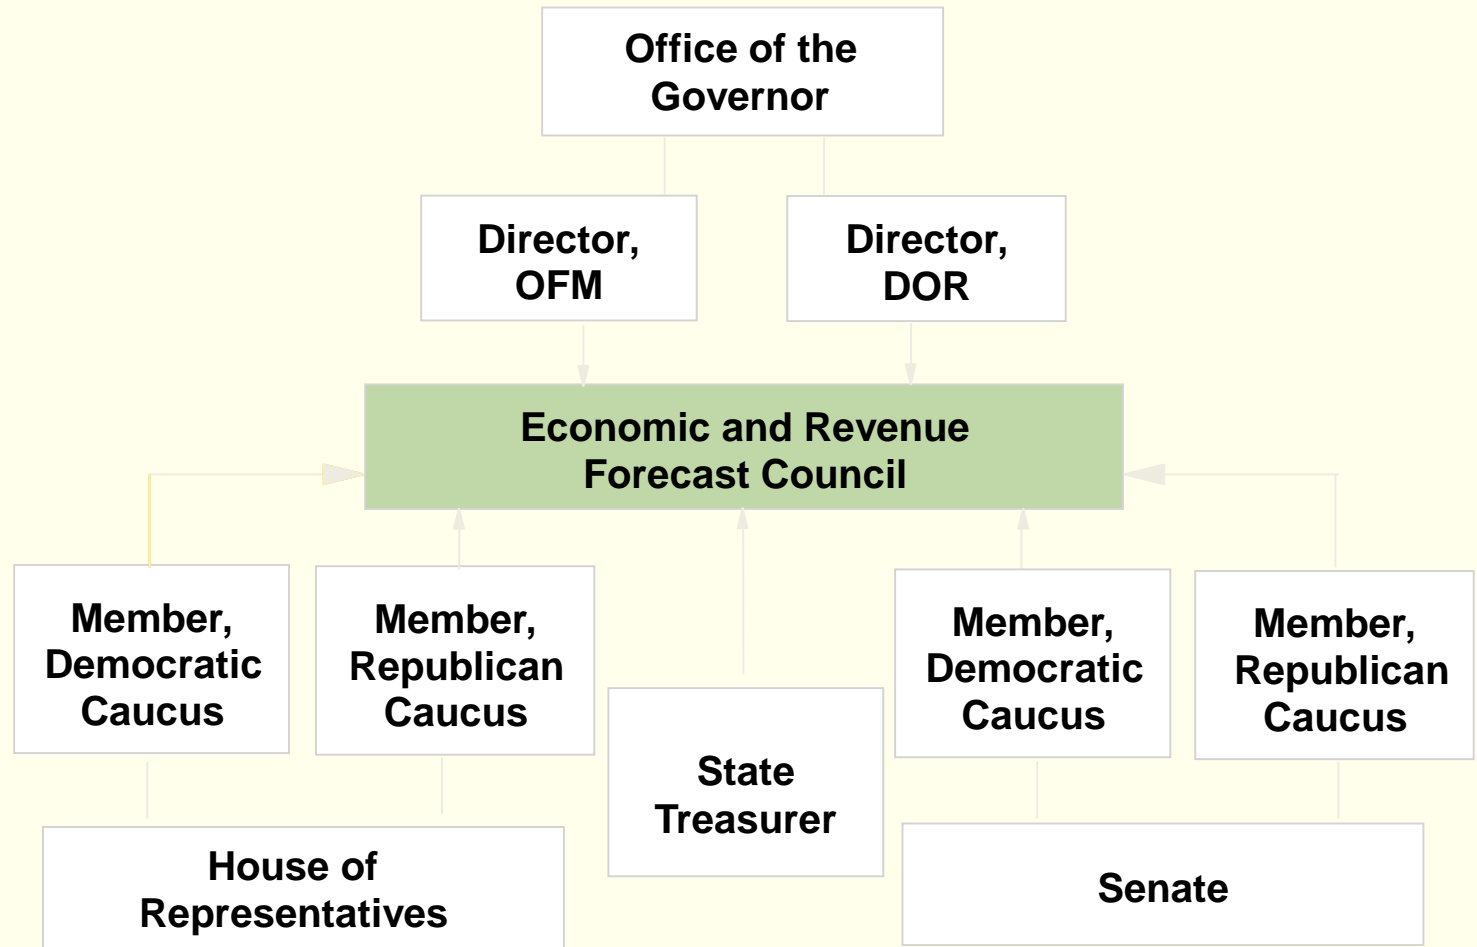 Office of the
Governor
Director,
OFM
Director,
DOR
Economic and Revenue
Forecast Council
Member,
Democratic
Caucus
Member,
Republican
Caucus
State
Treasurer
Member,
Democratic
Caucus
Member,
Republican
Caucus
House of
Representatives
Senate